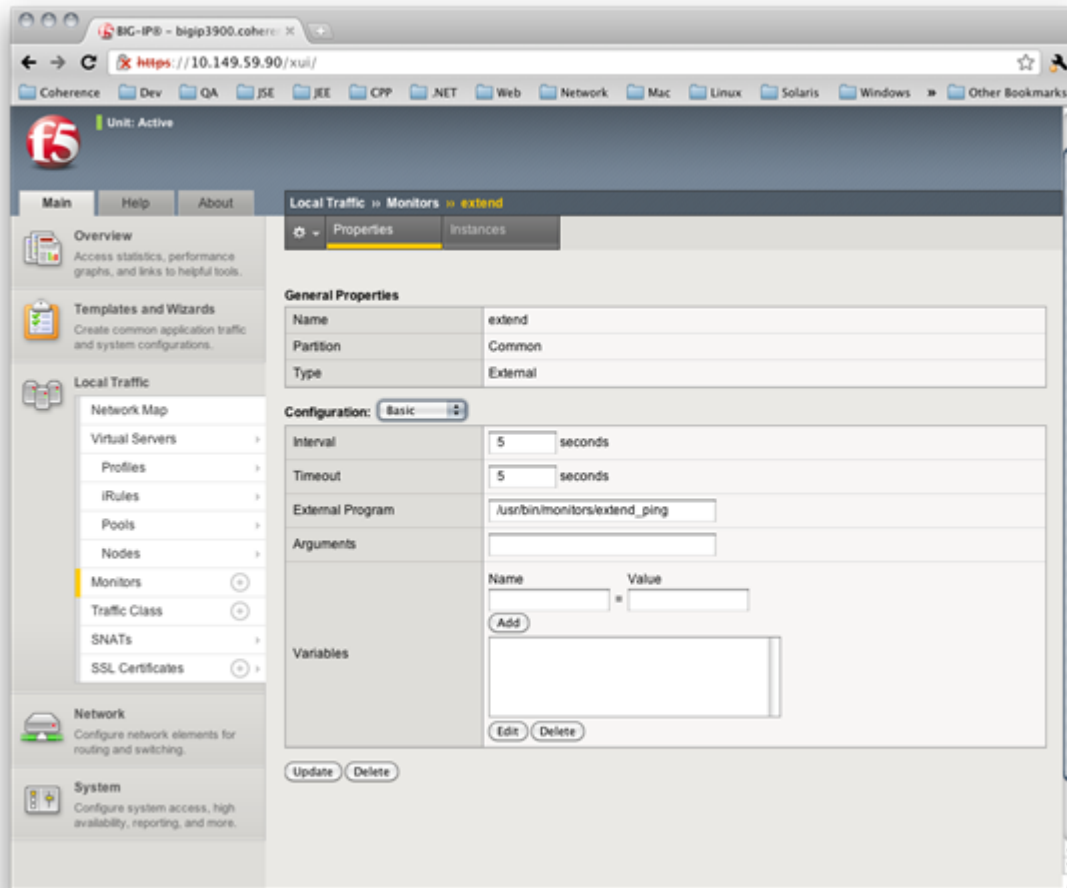 BIG-IP® - bigip3900.cohere
https://10.149.59.90/xui/
Coherence Dev QA JSE JEE CPP .NET Web Network Mac Linux Solaris Windows » Other Bookmarks
f5
Unit: Active
Main Help About
Local Traffic » Monitors » extend
Properties Instances
Overview
Access statistics, performance
graphs, and links to helpful tools.
Templates and Wizards
Create common application traffic
and system configurations.
Local Traffic
Network Map
Virtual Servers
Profiles
iRules
Pools
Nodes
Monitors
Traffic Class
SNATs
SSL Certificates
Network
Configure network elements for
routing and switching.
System
Configure system access, high
availability, reporting, and more.
General Properties
Name extend
Partition Common
Type External
Configuration: Basic
Interval 5 seconds
Timeout 5 seconds
External Program /usr/bin/monitors/extend_ping
Arguments
Name Value
=
Add
Variables
Edit Delete
Update Delete